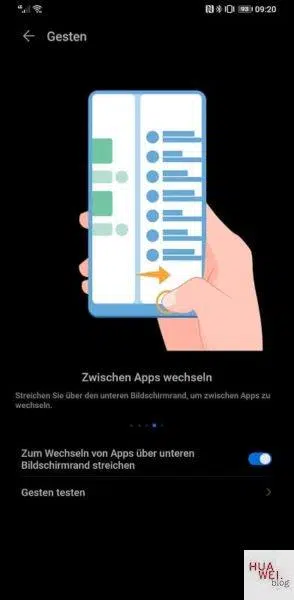 93 09:20
Gesten
Zwischen Apps wechseln
Streichen Sie über den unteren Bildschirmrand, um zwischen Apps zu
wechseln.
Zum Wechseln von Apps über unteren
Bildschirmrand streichen
Gesten testen
HUA
WEI.
blog